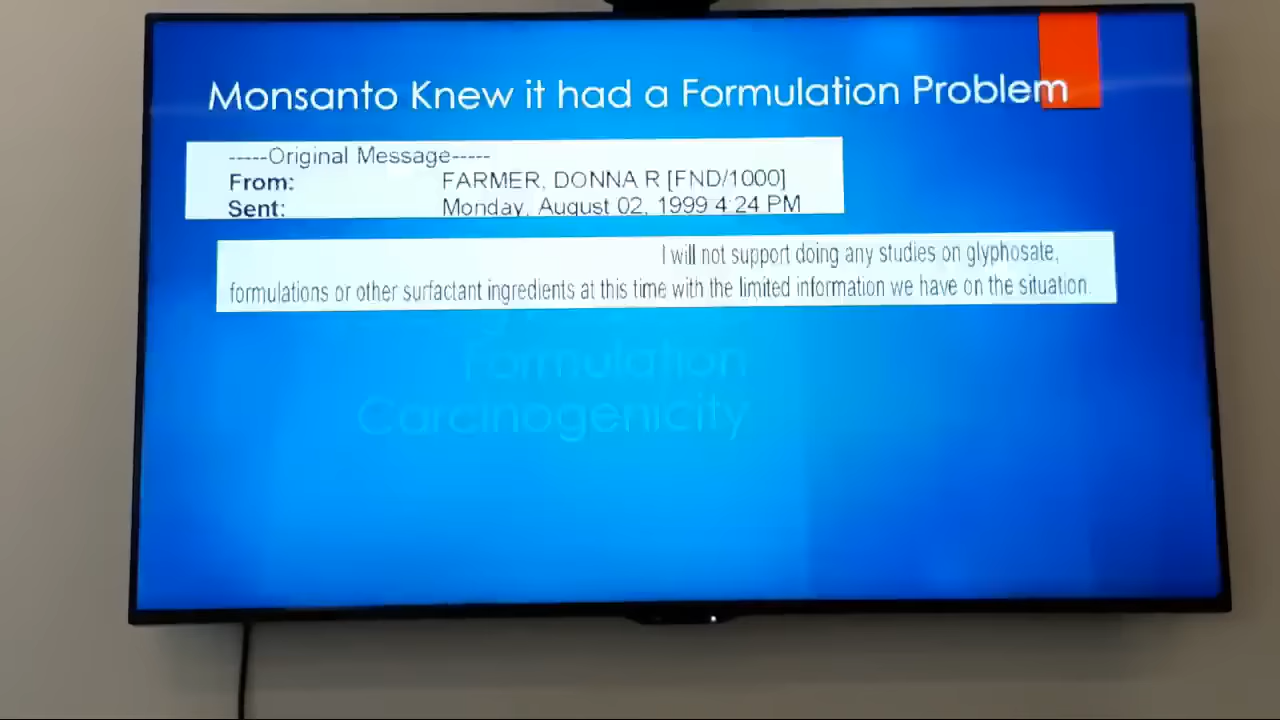 Monsanto Knew it had a Formulation Problem
-----Original Message-----
From: FARMER, DONNA R [FND/1000]
Sent: Monday, August 02, 1999 4:24 PM
I will not support doing any studies on glyphosate,
formulations or other surfactant ingredients at this time with the limited information we have on the situation.
Formulation
Carcinogenicity